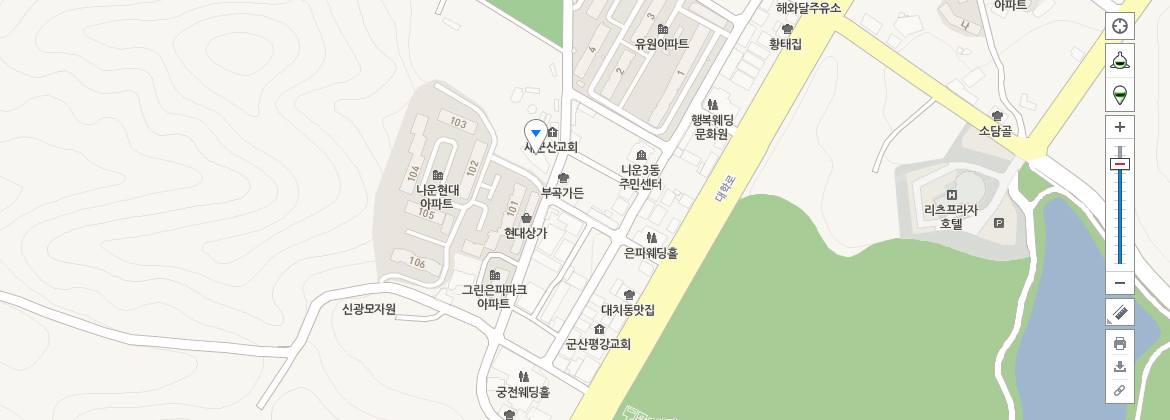 해와달주유소
아파트
나
황태집
유원아파트
3
4
2
1
행복웨딩
문화원
소담골
103
새군산교회
104
102
나운현대
아파트
나운3동
주민센터
부곡가든
대학로
리츠프라자
호텔
P
105
101
현대상가
은파웨딩홀
106
그린은파파크
아파트
신광모자원
대치동맛집
군산평강교회
궁전웨딩홀